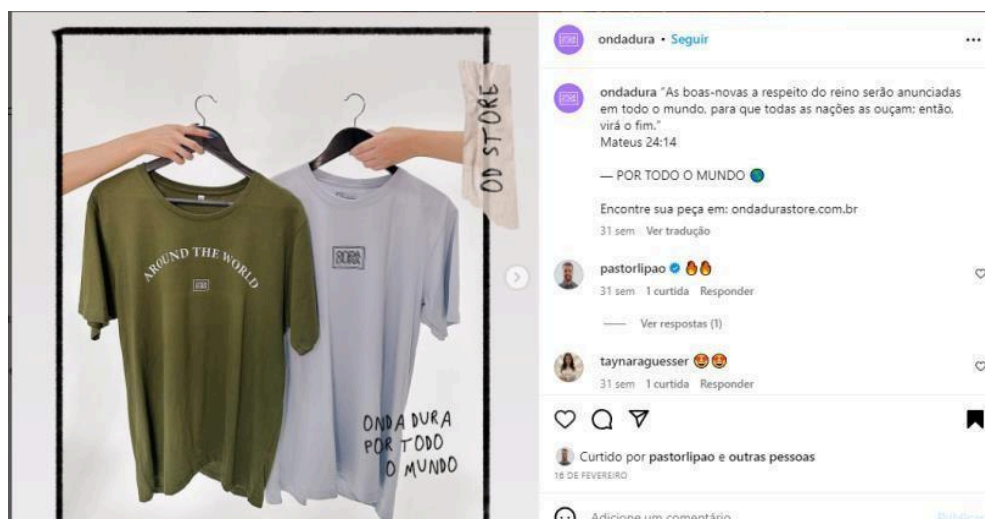 OD STORE
AROUND THE WORLD
ONDA
DURA
ONDA DURA
POR TODO
O MUNDO
ondadura • Seguir
ondadura "As boas-novas a respeito do reino serão anunciadas
em todo o mundo, para que todas as nações as ouçam; então,
virá o fim."
Mateus 24:14
— POR TODO O MUNDO 🌎
Encontre sua peça em: ondadurastore.com.br
31 sem Ver tradução
pastorlipao 🔥🔥
31 sem 1 curtida Responder
Ver respostas (1)
taynaraguesser 🤩🤩
31 sem 1 curtida Responder
Curtido por pastorlipao e outras pessoas
16 DE FEVEREIRO
Adicione um comentário...
Publicar